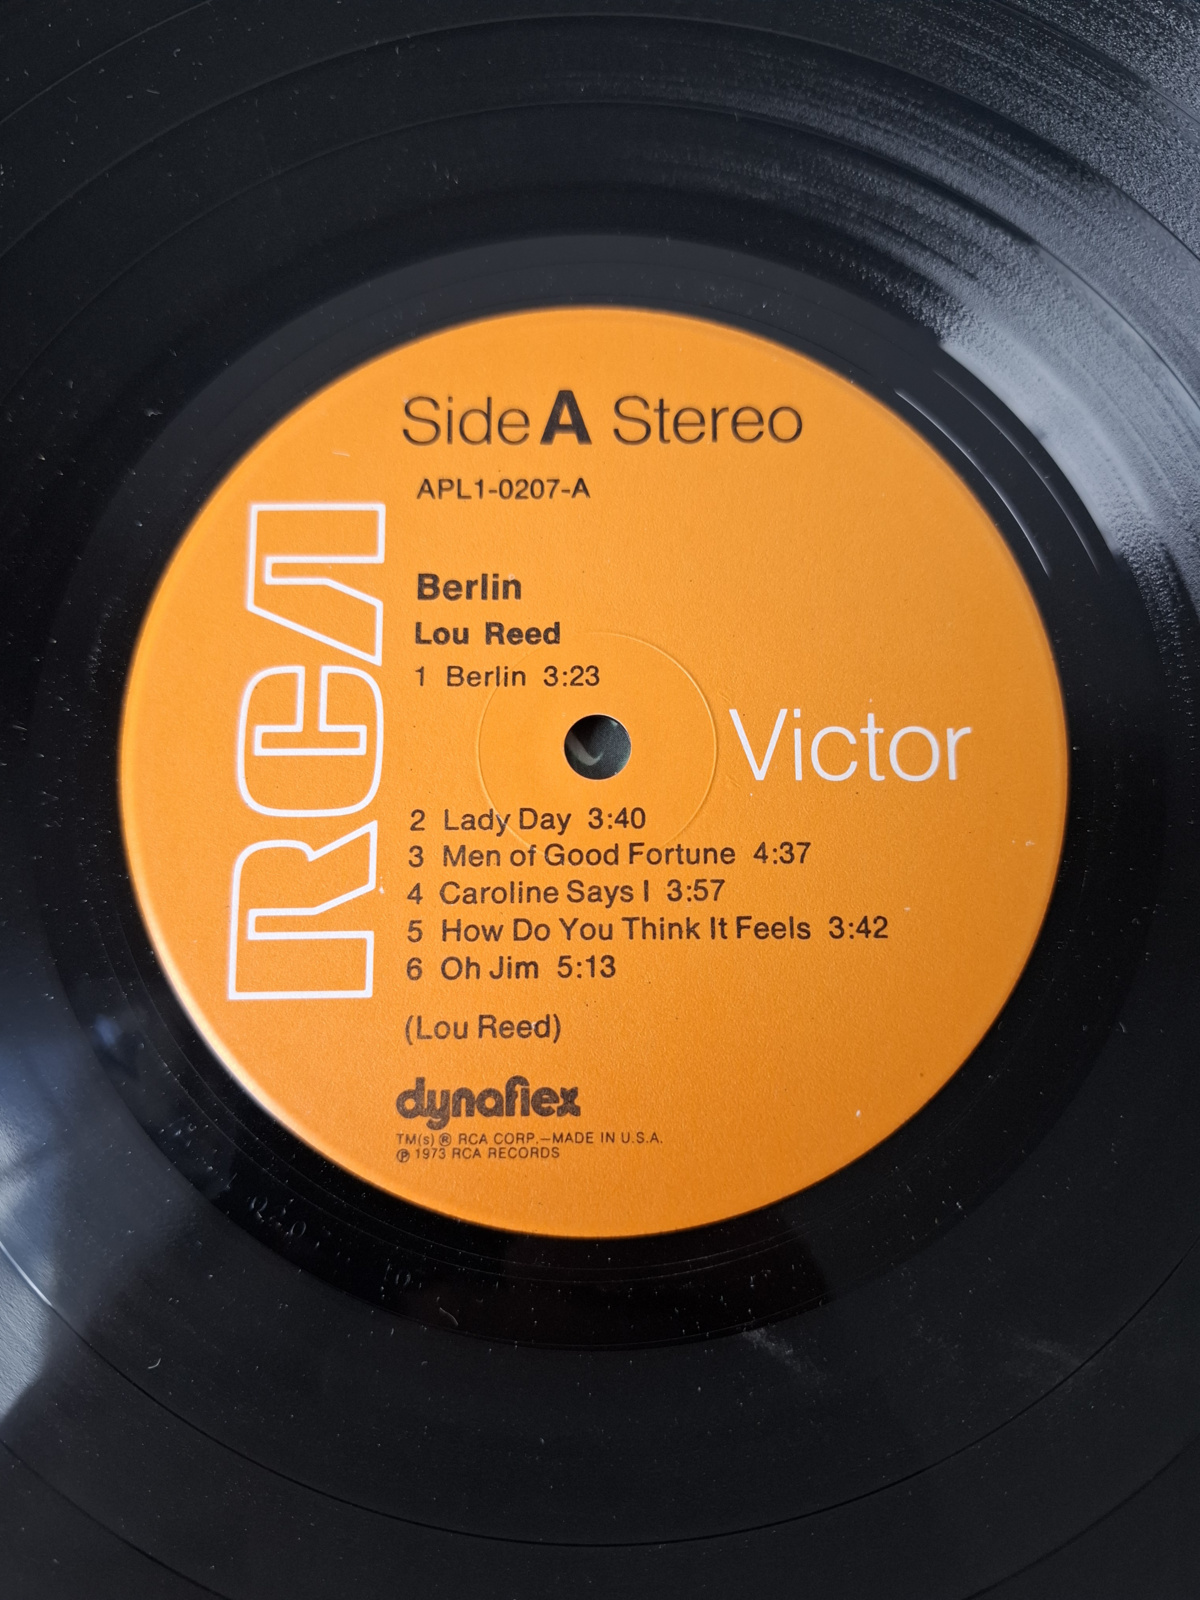 Side A Stereo
APL1-0207-A
Berlin
Lou Reed
1 Berlin 3:23
RCA
Victor
2 Lady Day 3:40
3 Men of Good Fortune 4:37
4 Caroline Says I 3:57
5 How Do You Think It Feels 3:42
6 Oh Jim 5:13
(Lou Reed)
dynaflex
TM(s) ® RCA CORP.—MADE IN U.S.A.
℗ 1973 RCA RECORDS